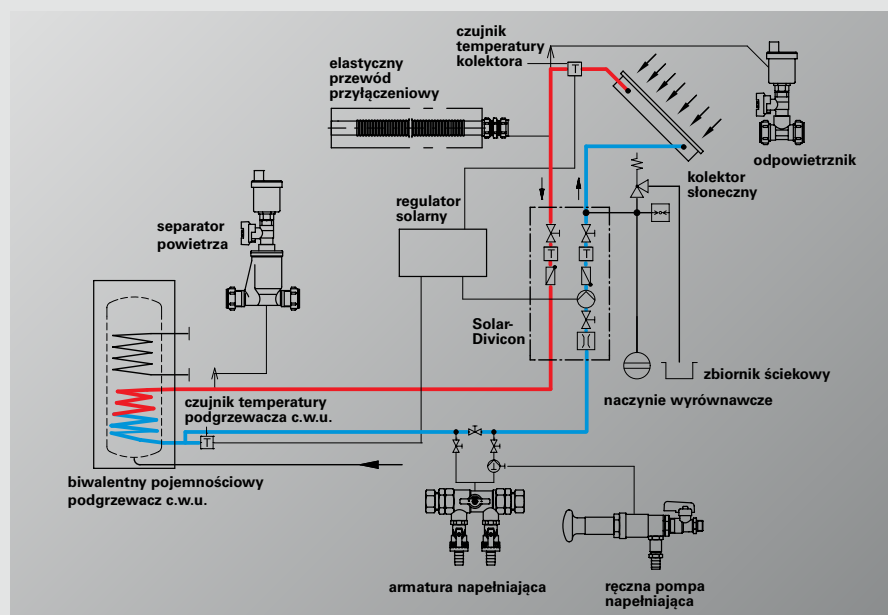 czujnik
temperatury
kolektora
elastyczny
przewód
przyłączeniowy
T
odpowietrznik
kolektor
słoneczny
regulator
solarny
separator
powietrza
T
T
Solar-
Divicon
zbiornik ściekowy
naczynie wyrównawcze
czujnik temperatury
podgrzewacza c.w.u.
T
biwalentny pojemnościowy
podgrzewacz c.w.u.
armatura napełniająca
ręczna pompa
napełniająca